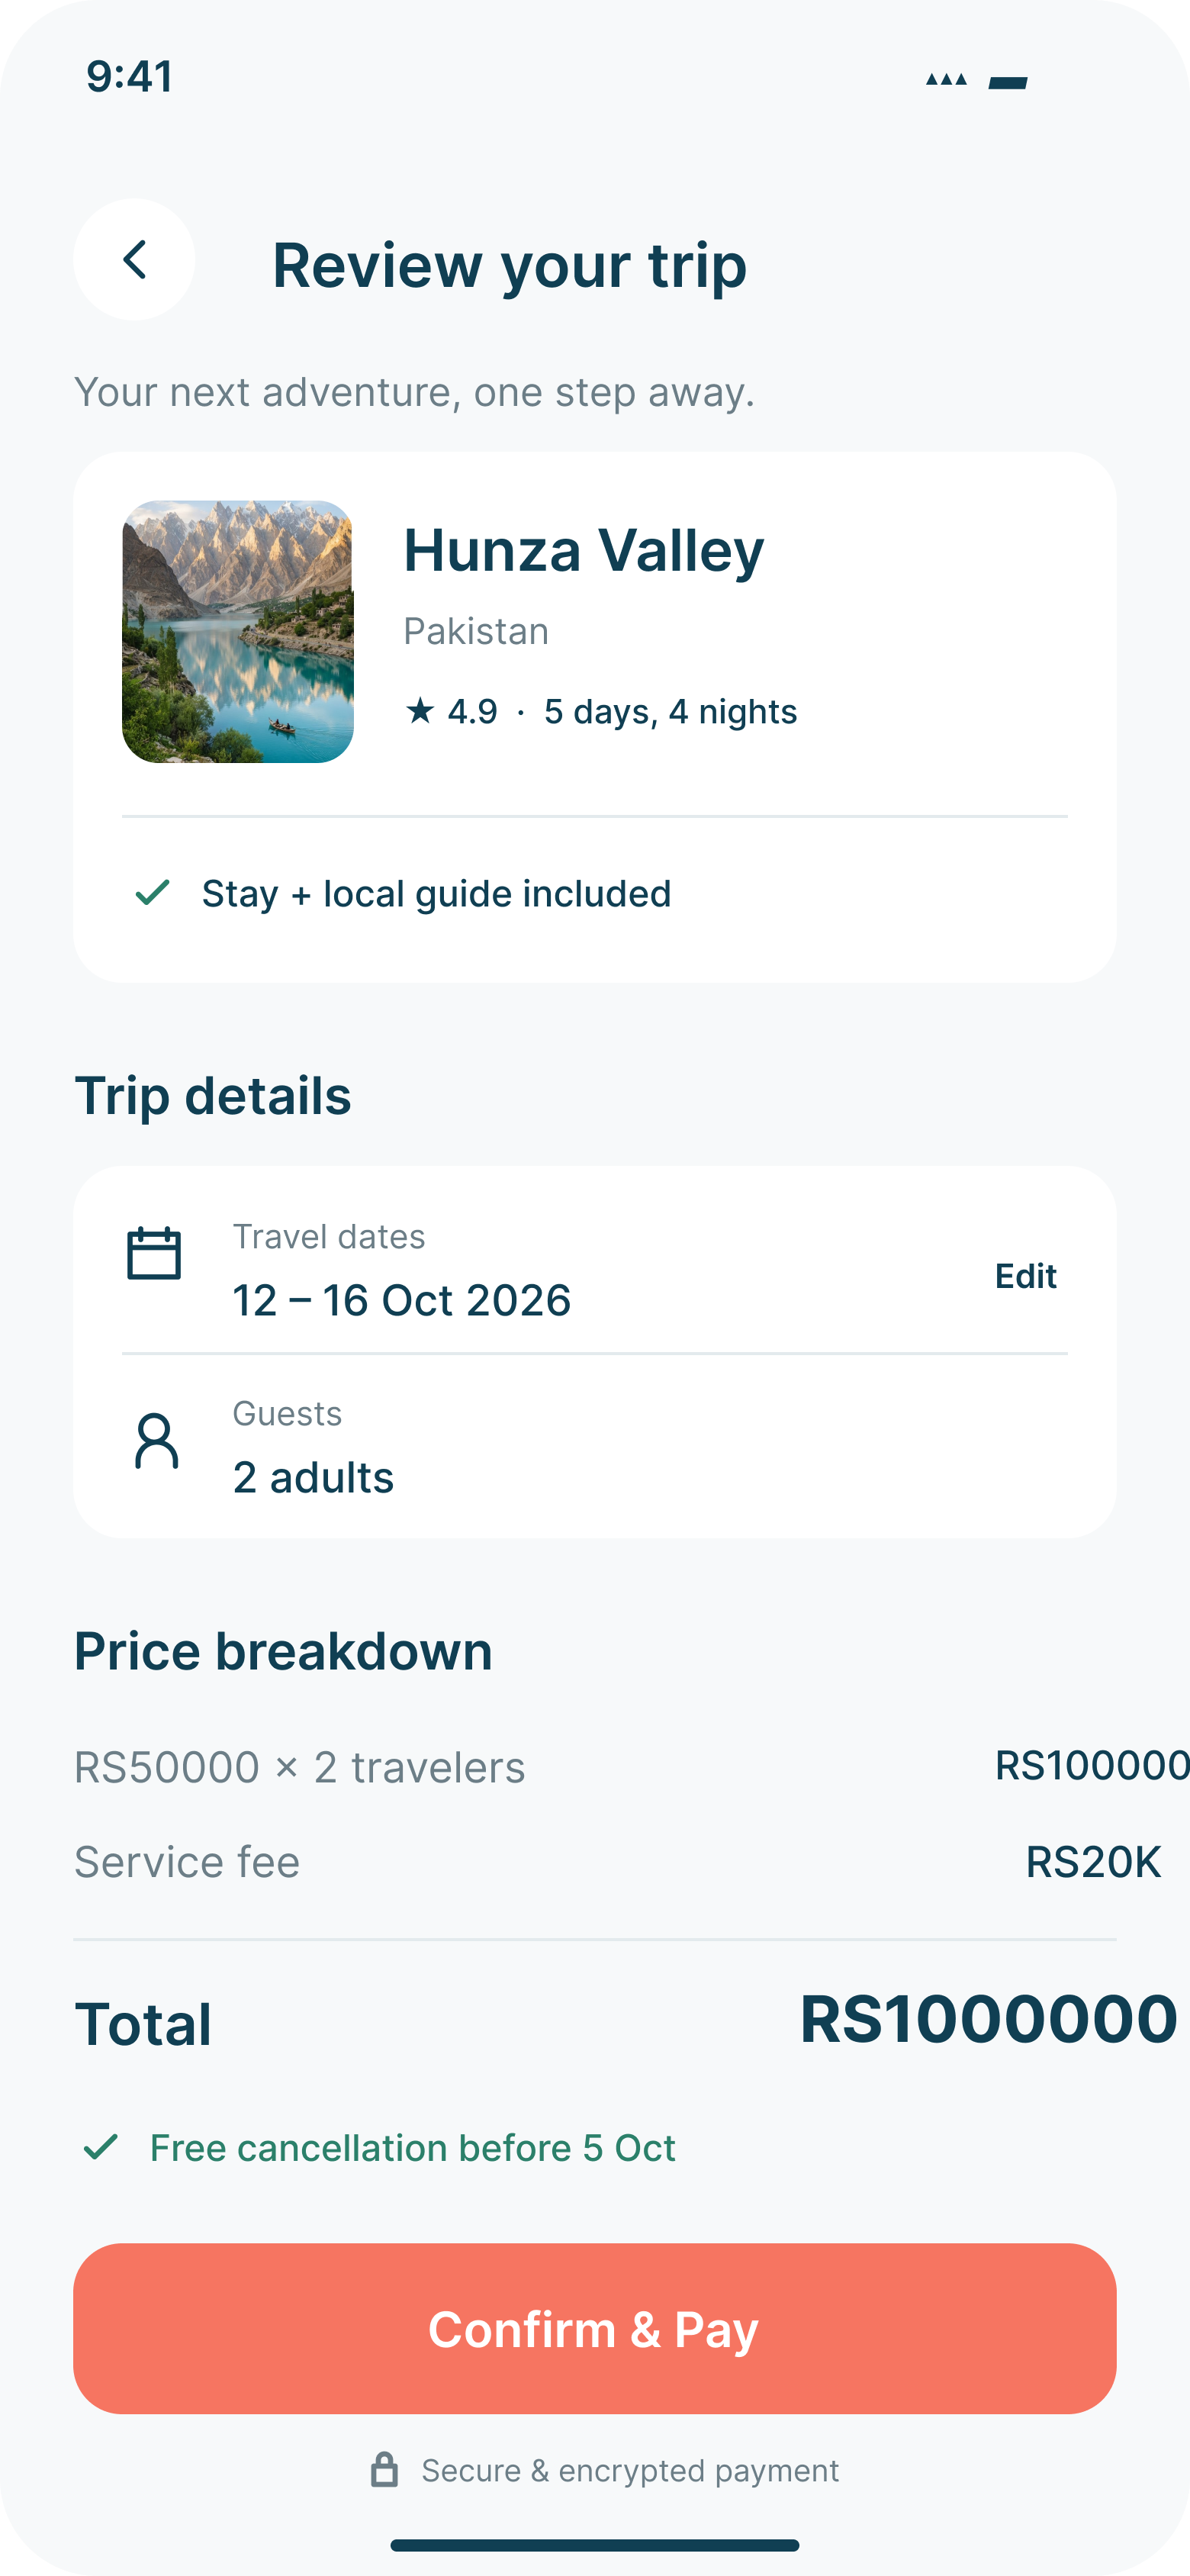 9:41
Review your trip
Your next adventure, one step away.
Hunza Valley
Pakistan
★ 4.9 · 5 days, 4 nights
Stay + local guide included
Trip details
Travel dates
12 – 16 Oct 2026
Edit
Guests
2 adults
Price breakdown
RS50000 × 2 travelers RS100000
Service fee RS20K
Total RS1000000
Free cancellation before 5 Oct
Confirm & Pay
Secure & encrypted payment